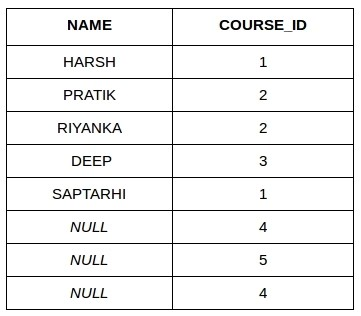 NAME COURSE_ID
HARSH 1
PRATIK 2
RIYANKA 2
DEEP 3
SAPTARHI 1
NULL 4
NULL 5
NULL 4